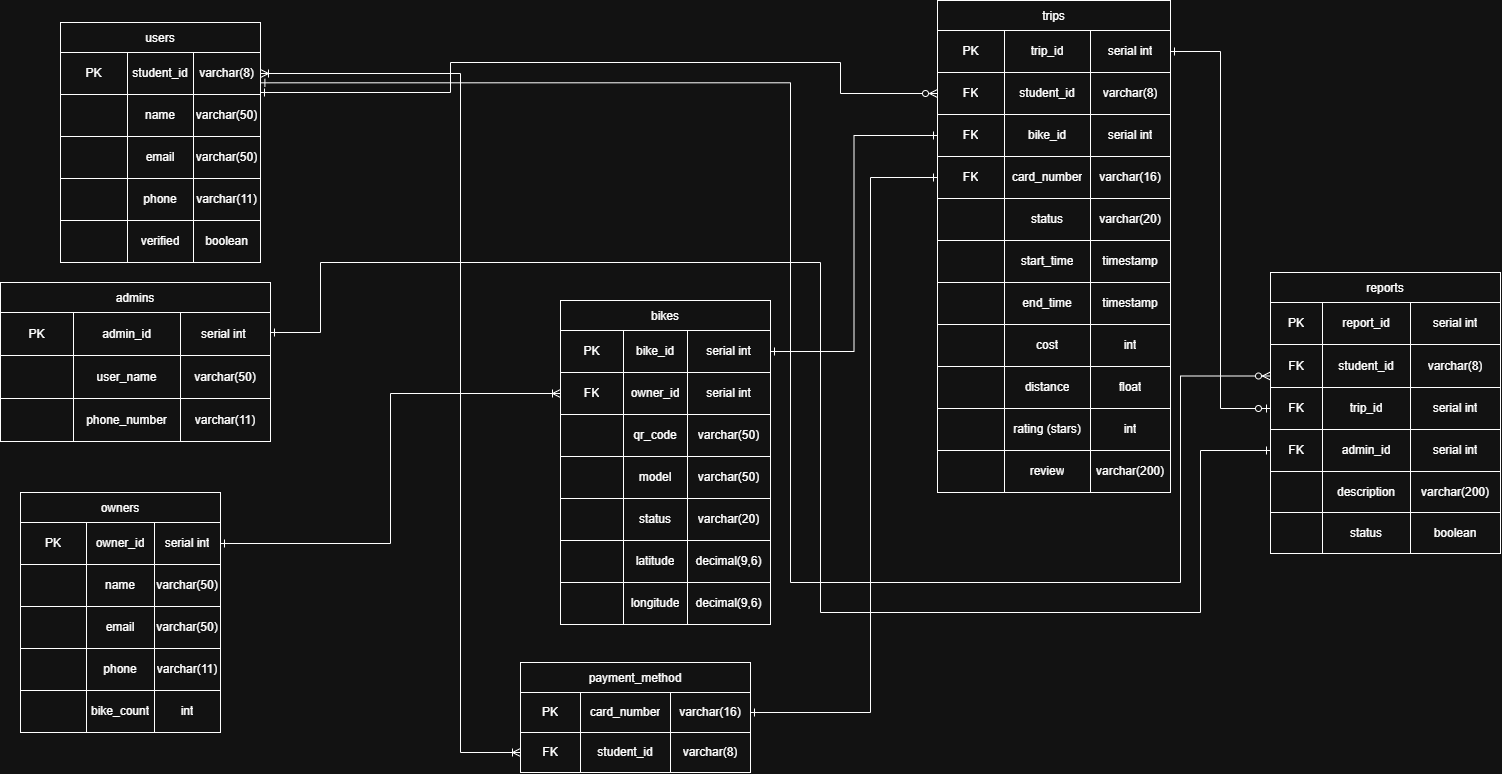 users
PK student_id varchar(8)
name varchar(50)
email varchar(50)
phone varchar(11)
verified boolean
admins
PK admin_id serial int
user_name varchar(50)
phone_number varchar(11)
owners
PK owner_id serial int
name varchar(50)
email varchar(50)
phone varchar(11)
bike_count int
bikes
PK bike_id serial int
FK owner_id serial int
qr_code varchar(50)
model varchar(50)
status varchar(20)
latitude decimal(9,6)
longitude decimal(9,6)
payment_method
PK card_number varchar(16)
FK student_id varchar(8)
trips
PK trip_id serial int
FK student_id varchar(8)
FK bike_id serial int
FK card_number varchar(16)
status varchar(20)
start_time timestamp
end_time timestamp
cost int
distance float
rating (stars) int
review varchar(200)
reports
PK report_id serial int
FK student_id varchar(8)
FK trip_id serial int
FK admin_id serial int
description varchar(200)
status boolean